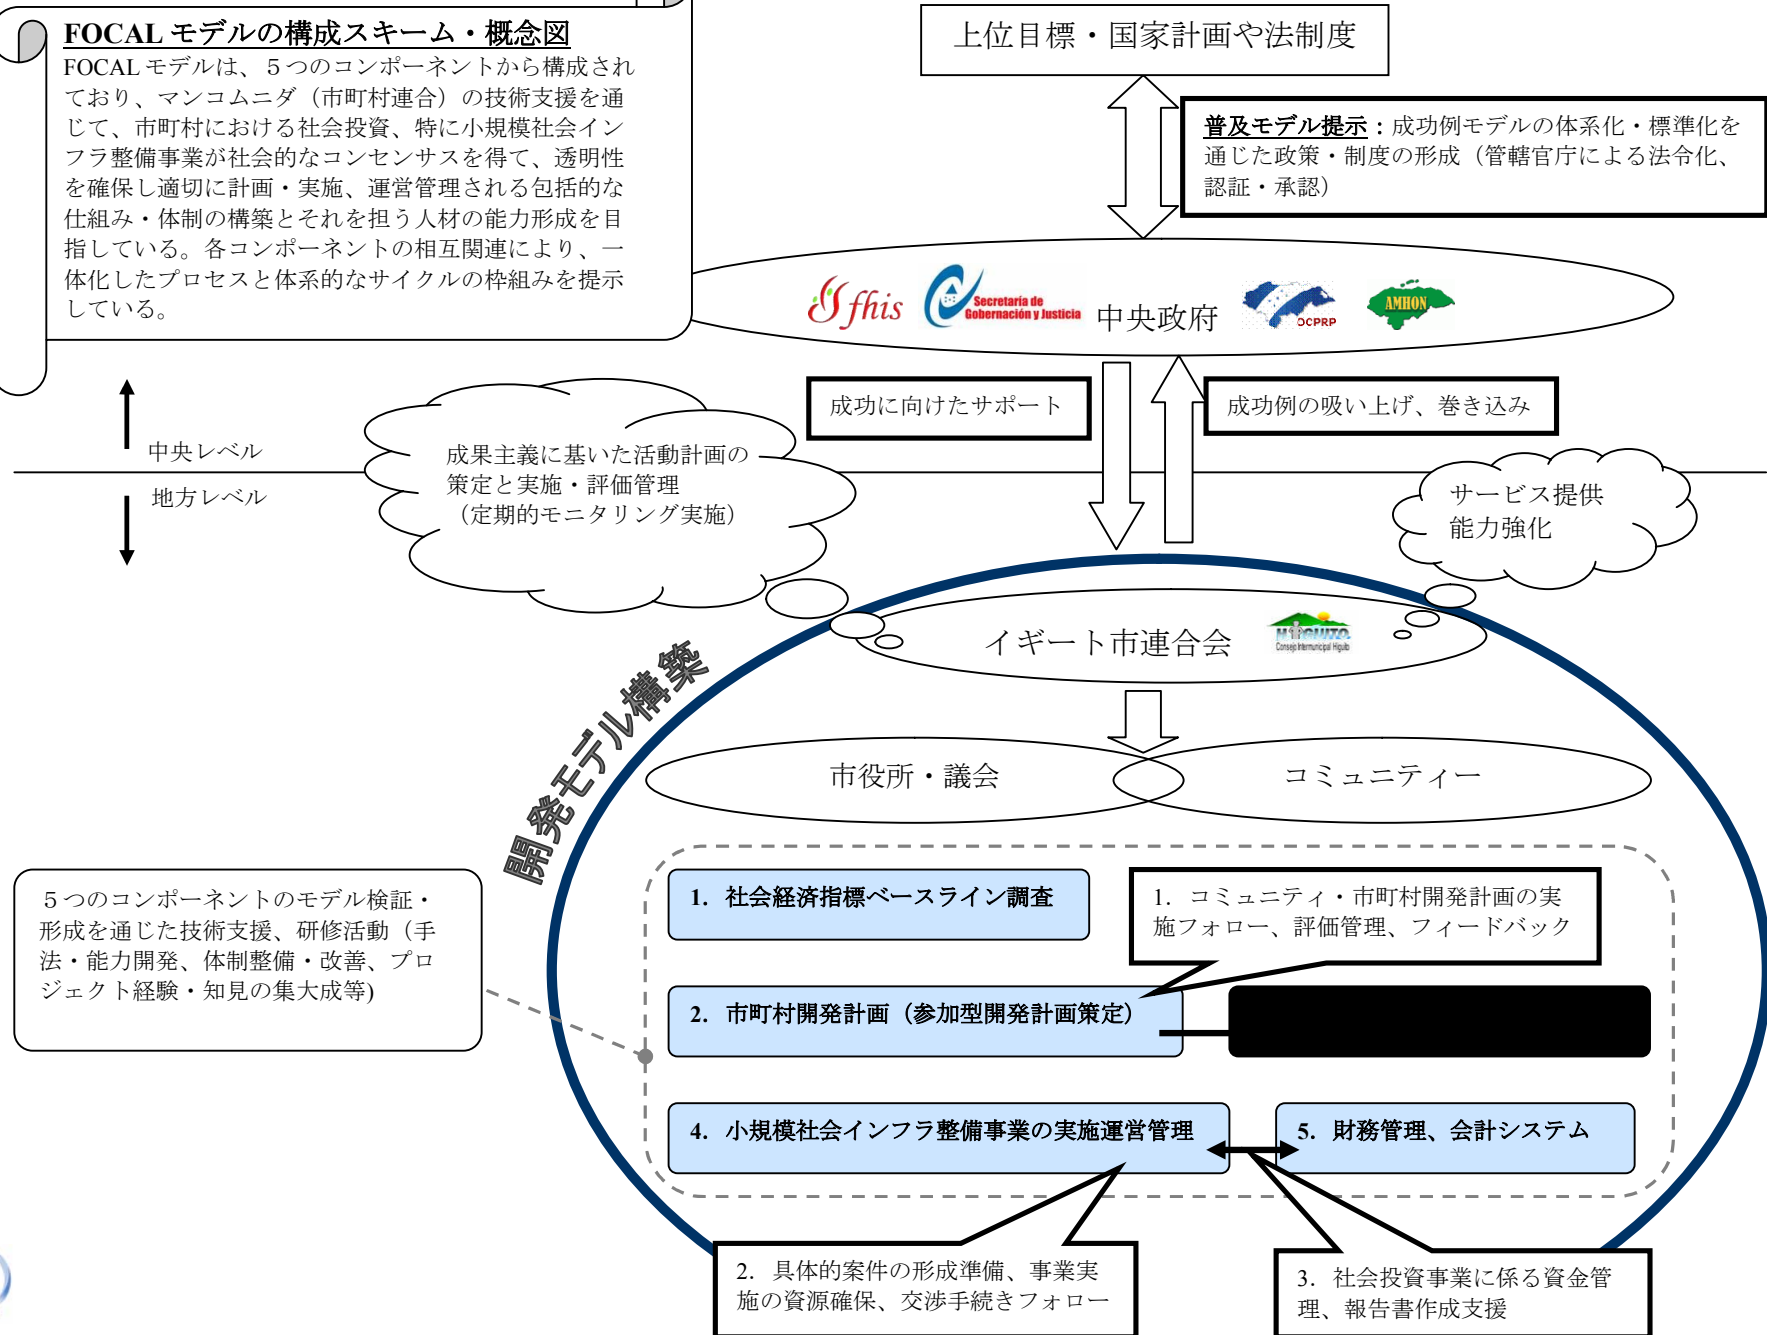 FOCAL モデルの構成スキーム・概念図
FOCAL モデルは、５つのコンポーネントから構成され
ており、マンコムニダ（市町村連合）の技術支援を通
じて、市町村における社会投資、特に小規模社会イン
フラ整備事業が社会的なコンセンサスを得て、透明性
を確保し適切に計画・実施、運営管理される包括的な
仕組み・体制の構築とそれを担う人材の能力形成を目
指している。各コンポーネントの相互関連により、一
体化したプロセスと体系的なサイクルの枠組みを提示
している。
上位目標・国家計画や法制度
普及モデル提示：成功例モデルの体系化・標準化を
通じた政策・制度の形成（管轄官庁による法令化、
認証・承認）
fhis
Secretaría de
Gobernación y Justicia
中央政府
OCPRP
AMHON
成功に向けたサポート
成功例の吸い上げ、巻き込み
中央レベル
地方レベル
成果主義に基いた活動計画の
策定と実施・評価管理
（定期的モニタリング実施）
サービス提供
能力強化
イギート市連合会
HIGUITO
Consejo Intermunicipal Higuito
開発モデル構築
市役所・議会
コミュニティー
５つのコンポーネントのモデル検証・
形成を通じた技術支援、研修活動（手
法・能力開発、体制整備・改善、プロ
ジェクト経験・知見の集大成等)
1. 社会経済指標ベースライン調査
1. コミュニティ・市町村開発計画の実
施フォロー、評価管理、フィードバック
2. 市町村開発計画（参加型開発計画策定）
4. 小規模社会インフラ整備事業の実施運営管理
5. 財務管理、会計システム
2. 具体的案件の形成準備、事業実
施の資源確保、交渉手続きフォロー
3. 社会投資事業に係る資金管
理、報告書作成支援